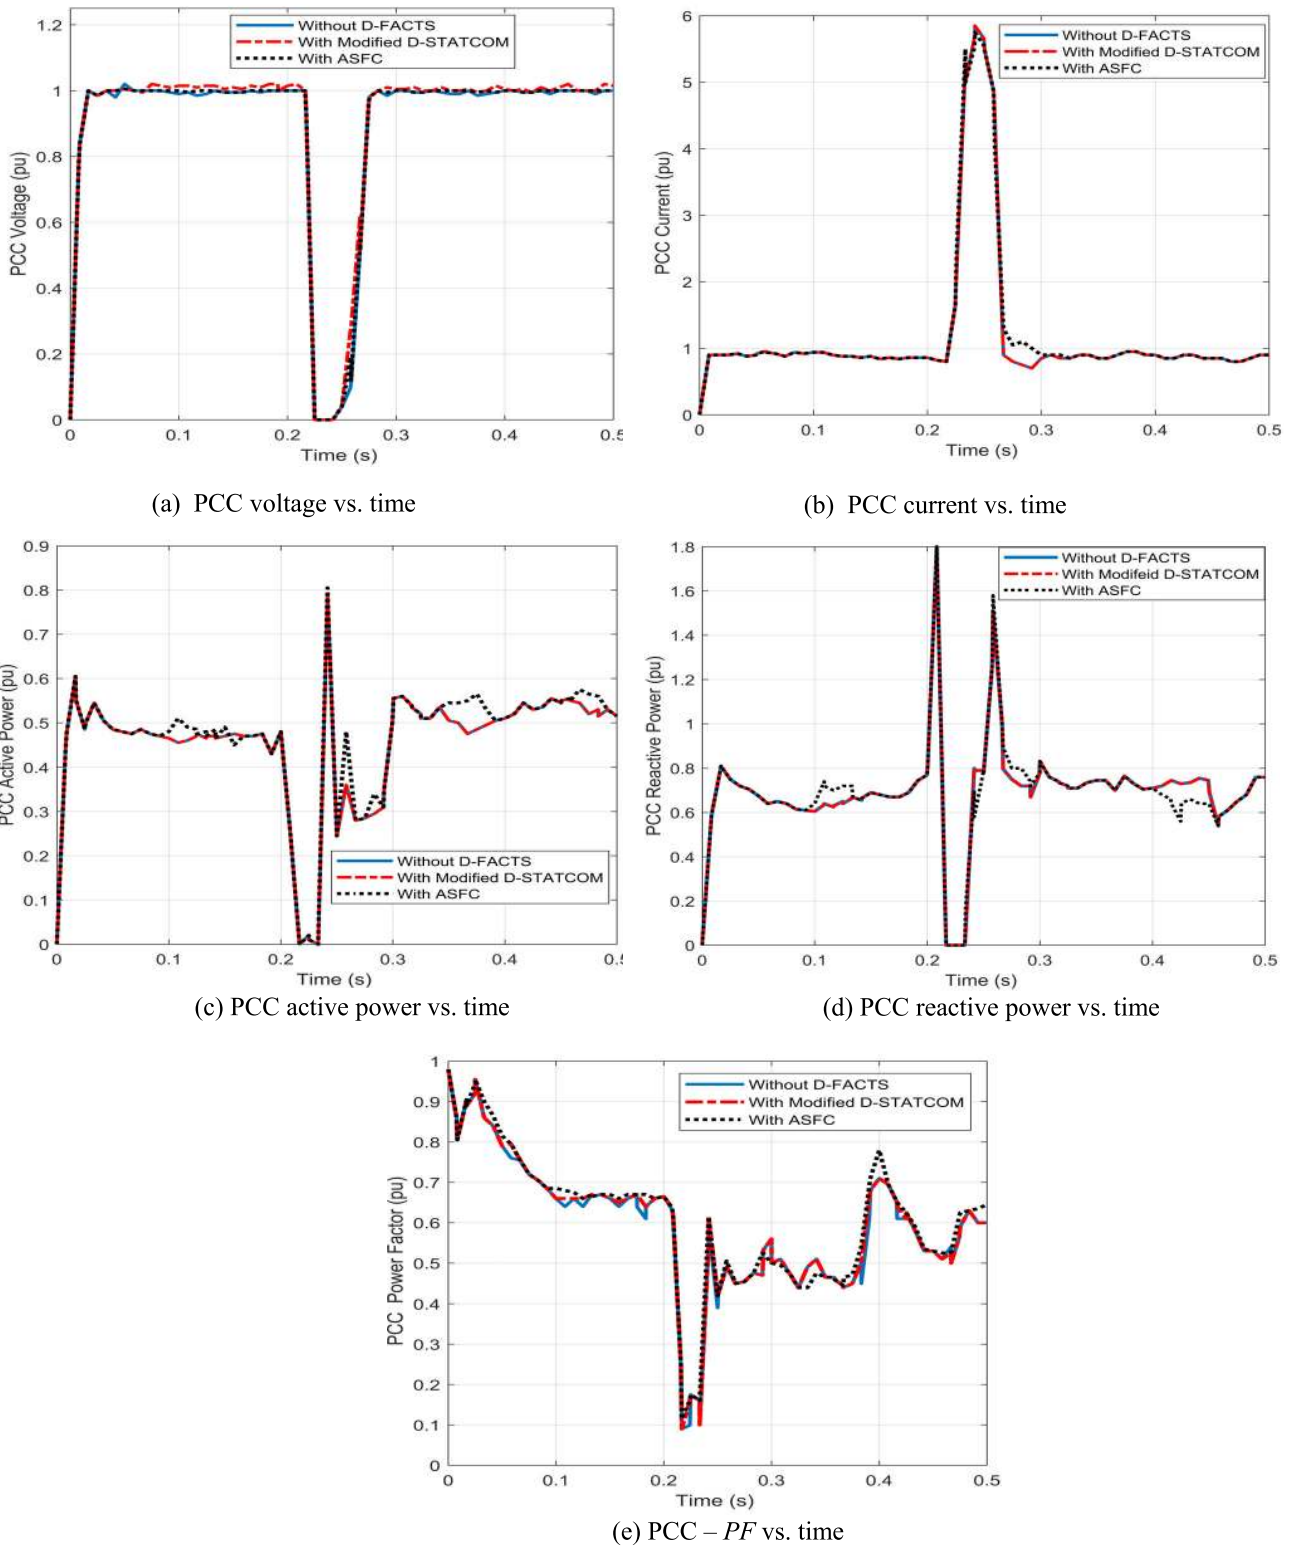 1.2
1
0.8
0.6
0.4
0.2
0
PCC Voltage (pu)
Without D-FACTS
With Modified D-STATCOM
With ASFC
0 0.1 0.2 0.3 0.4 0.5
Time (s)
(a) PCC voltage vs. time
6
5
4
3
2
1
0
PCC Current (pu)
Without D-FACTS
With Modified D-STATCOM
With ASFC
0 0.1 0.2 0.3 0.4 0.5
Time (s)
(b) PCC current vs. time
0.9
0.8
0.7
0.6
0.5
0.4
0.3
0.2
0.1
0
PCC Active Power (pu)
Without D-FACTS
With Modified D-STATCOM
With ASFC
0 0.1 0.2 0.3 0.4 0.5
Time (s)
(c) PCC active power vs. time
1.8
1.6
1.4
1.2
1
0.8
0.6
0.4
0.2
0
PCC Reactive Power (pu)
Without D-FACTS
With Modifeid D-STATCOM
With ASFC
0 0.1 0.2 0.3 0.4 0.5
Time (s)
(d) PCC reactive power vs. time
1
0.9
0.8
0.7
0.6
0.5
0.4
0.3
0.2
0.1
0
PCC Power Factor (pu)
Without D-FACTS
With Modified D-STATCOM
With ASFC
0 0.1 0.2 0.3 0.4 0.5
Time (s)
(e) PCC – PF vs. time